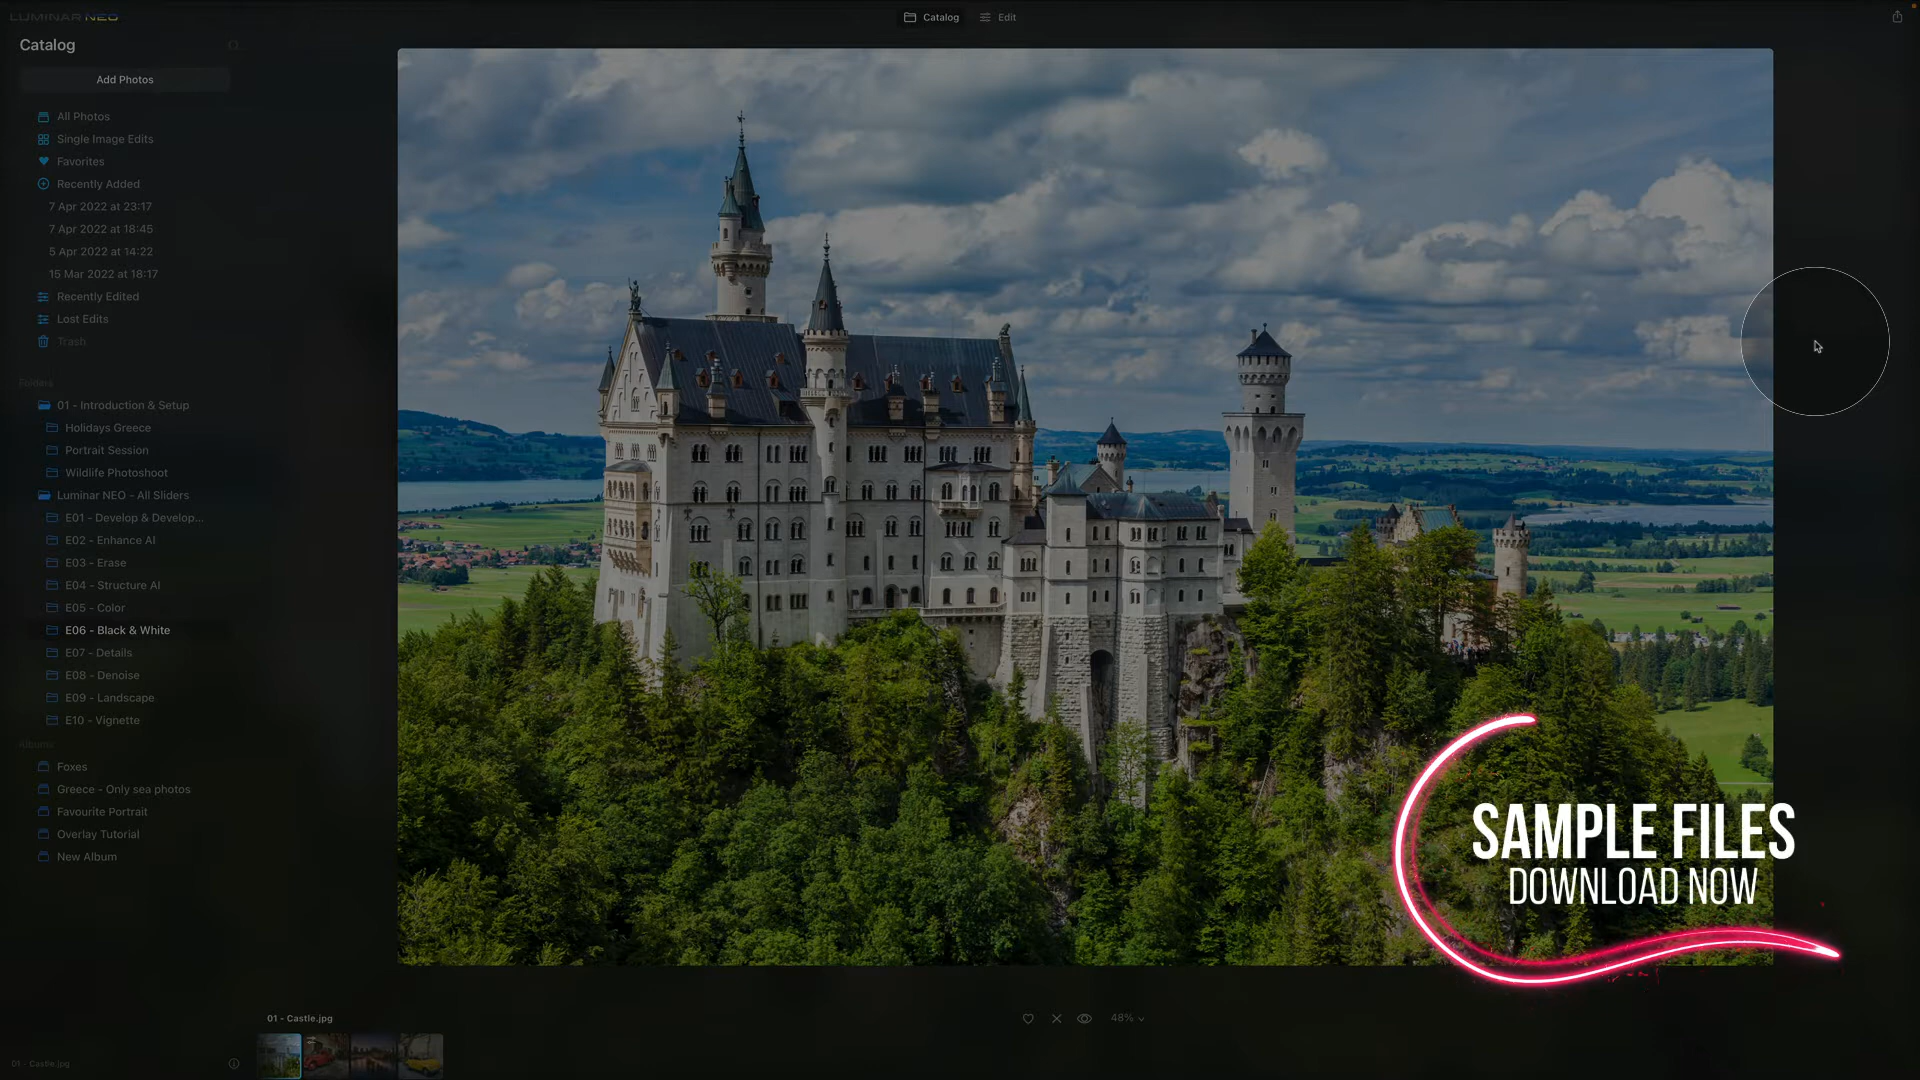 LUMINAR NEO
Catalog
Edit
Catalog
Add Photos
All Photos
Single Image Edits
Favorites
Recently Added
7 Apr 2022 at 23:17
7 Apr 2022 at 18:45
5 Apr 2022 at 14:22
15 Mar 2022 at 18:17
Recently Edited
Lost Edits
Trash
Folders
01 - Introduction & Setup
Holidays Greece
Portrait Session
Wildlife Photoshoot
Luminar NEO - All Sliders
E01 - Develop & Develop...
E02 - Enhance AI
E03 - Erase
E04 - Structure AI
E05 - Color
E06 - Black & White
E07 - Details
E08 - Denoise
E09 - Landscape
E10 - Vignette
Albums
Foxes
Greece - Only sea photos
Favourite Portrait
Overlay Tutorial
New Album
SAMPLE FILES
DOWNLOAD NOW
01 - Castle.jpg
48%
01 - Castle.jpg